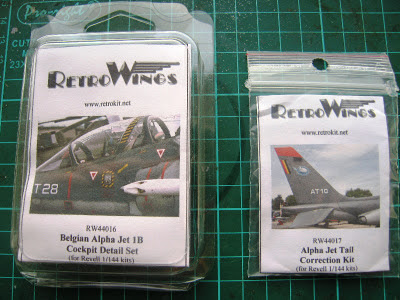 RETROWINGS
www.retrokit.net
T28
RW44016
Belgian Alpha Jet 1B
Cockpit Detail Set
(for Revell 1/144 kits)
RETROWINGS
www.retrokit.net
AT10
RW44017
Alpha Jet Tail
Correction Kit
(for Revell 1/144 kits)